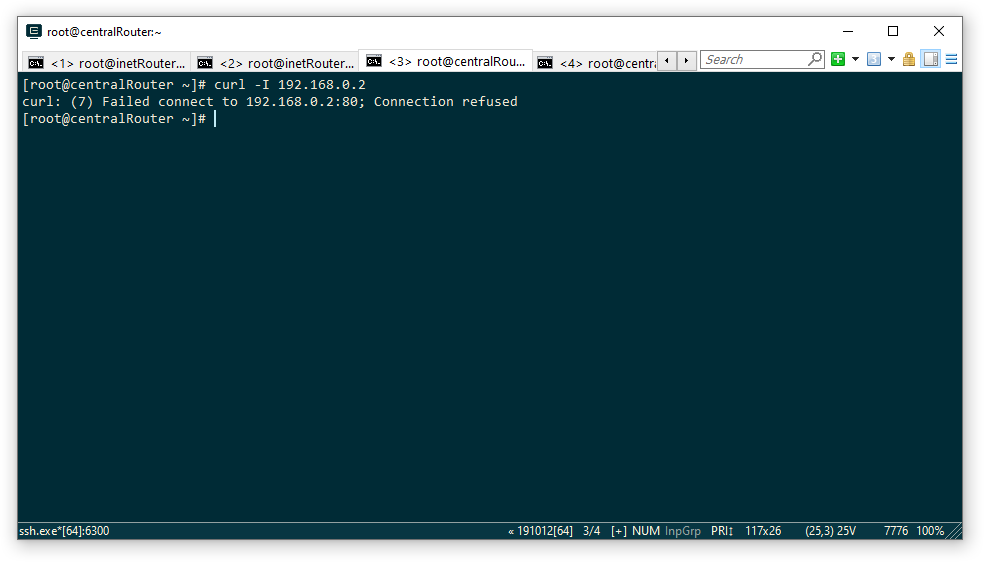 root@centralRouter:~
<1> root@inetRouter...
<2> root@inetRouter...
<3> root@centralRou...
<4> root@centra
Search
[root@centralRouter ~]# curl -I 192.168.0.2
curl: (7) Failed connect to 192.168.0.2:80; Connection refused
[root@centralRouter ~]#
ssh.exe*[64]:6300 « 191012[64] 3/4 [+] NUM InpGrp PRI↕ 117x26 (25,3) 25V 7776 100%